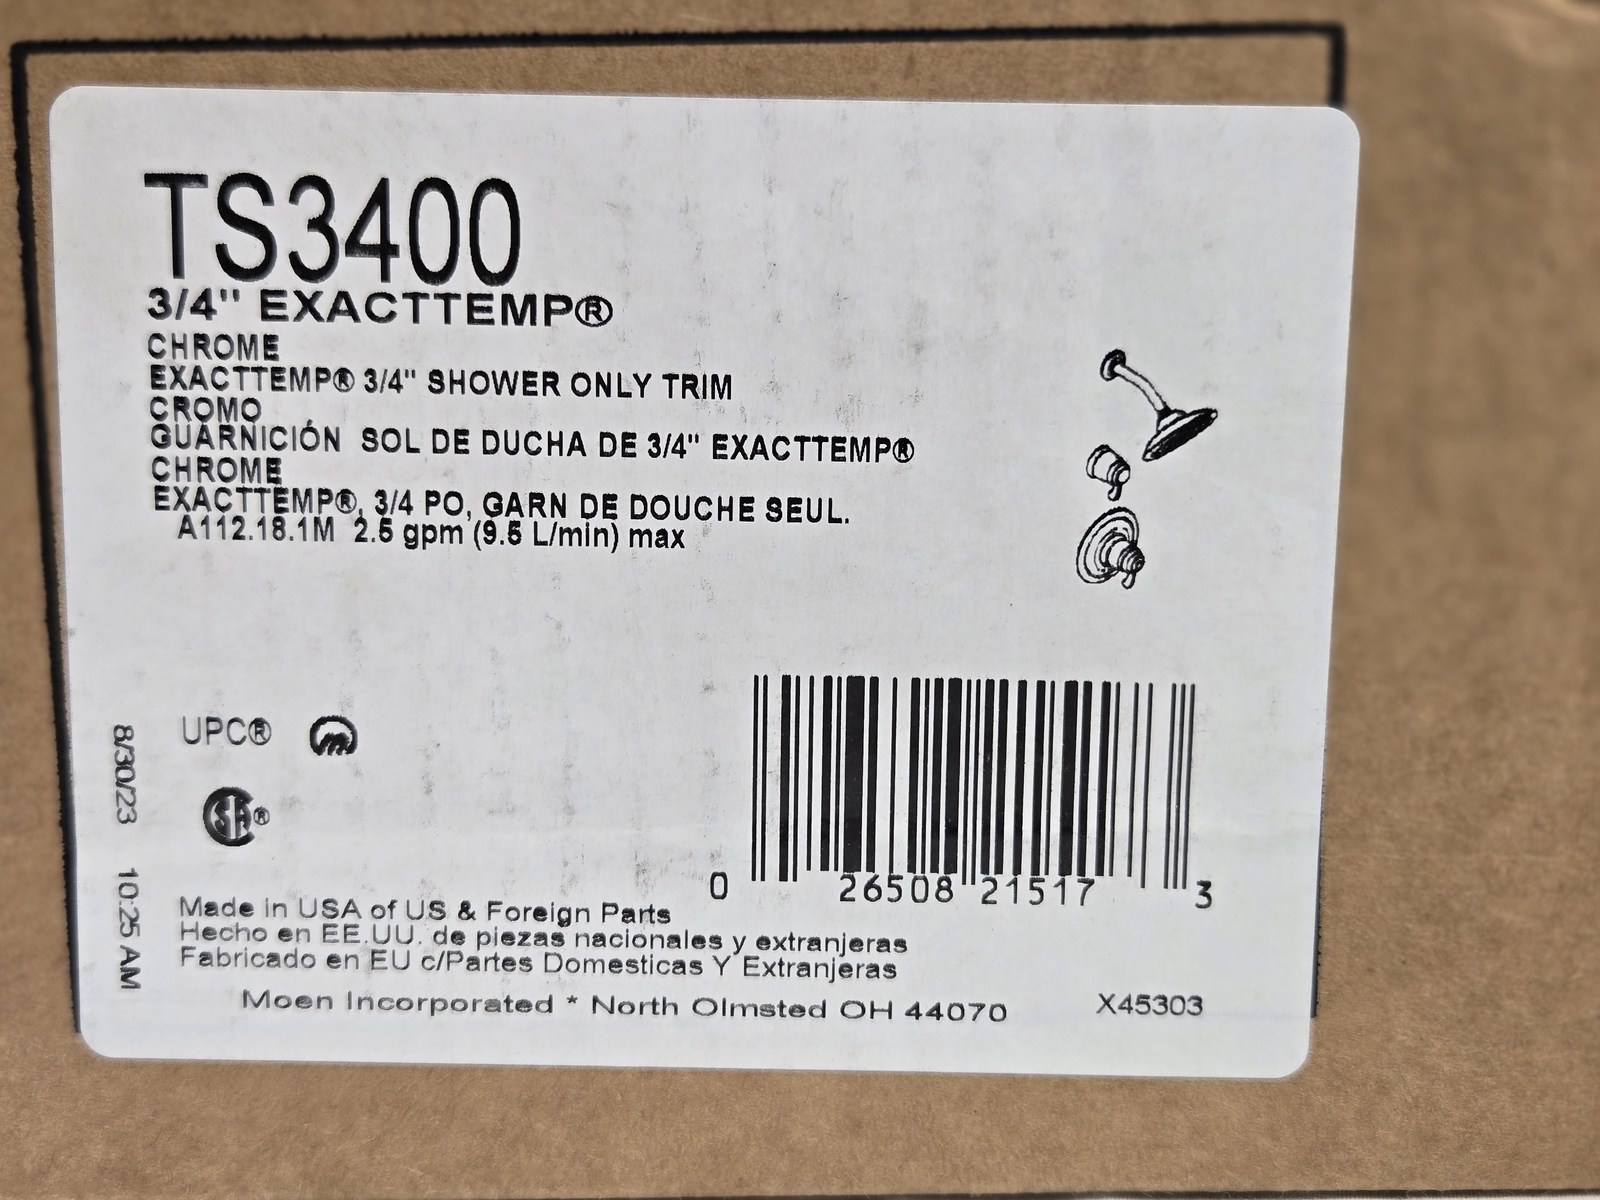 TS3400
3/4" EXACTTEMP®
CHROME
EXACTTEMP® 3/4" SHOWER ONLY TRIM
CROMO
GUARNICIÓN SOL DE DUCHA DE 3/4" EXACTTEMP®
CHROME
EXACTTEMP®, 3/4 PO, GARN DE DOUCHE SEUL.
A112.18.1M 2.5 gpm (9.5 L/min) max
UPC®
SA®
8/30/23 10:25 AM
0 26508 21517 3
Made in USA of US & Foreign Parts
Hecho en EE.UU. de piezas nacionales y extranjeras
Fabricado en EU c/Partes Domesticas Y Extranjeras
Moen Incorporated * North Olmsted OH 44070
X45303